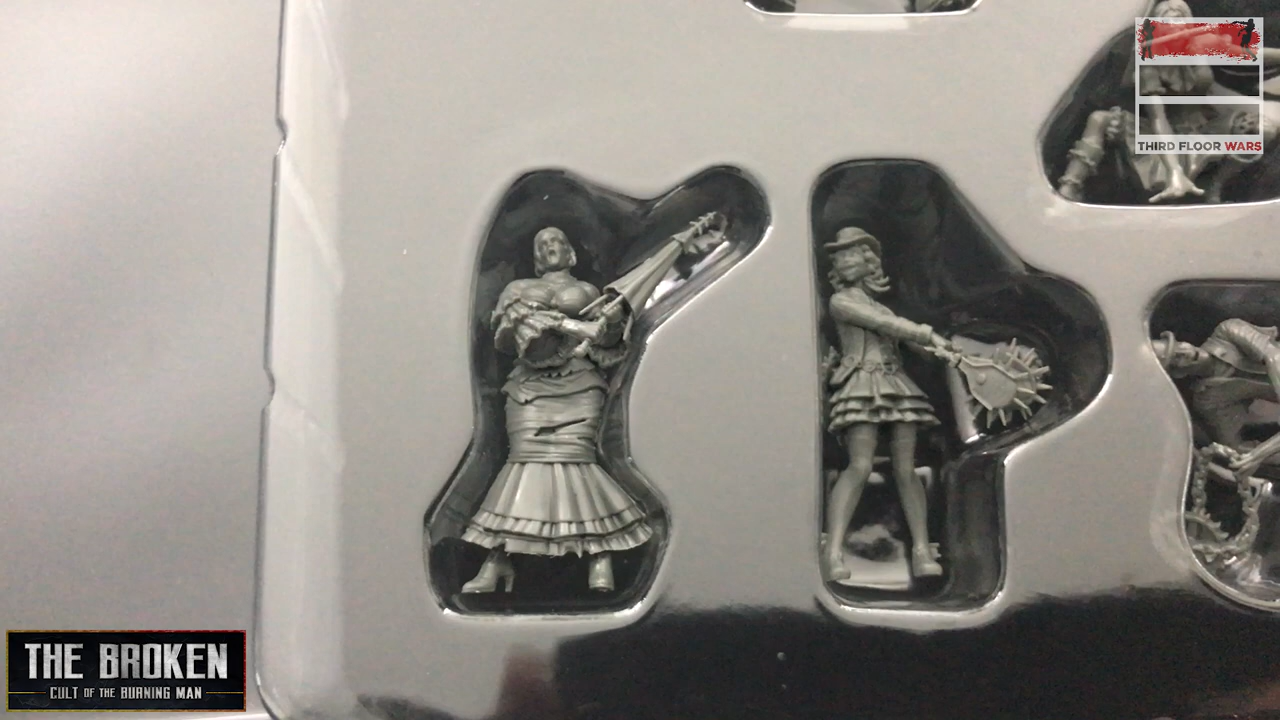 THIRD FLOOR WARS
THE BROKEN
CULT OF THE BURNING MAN